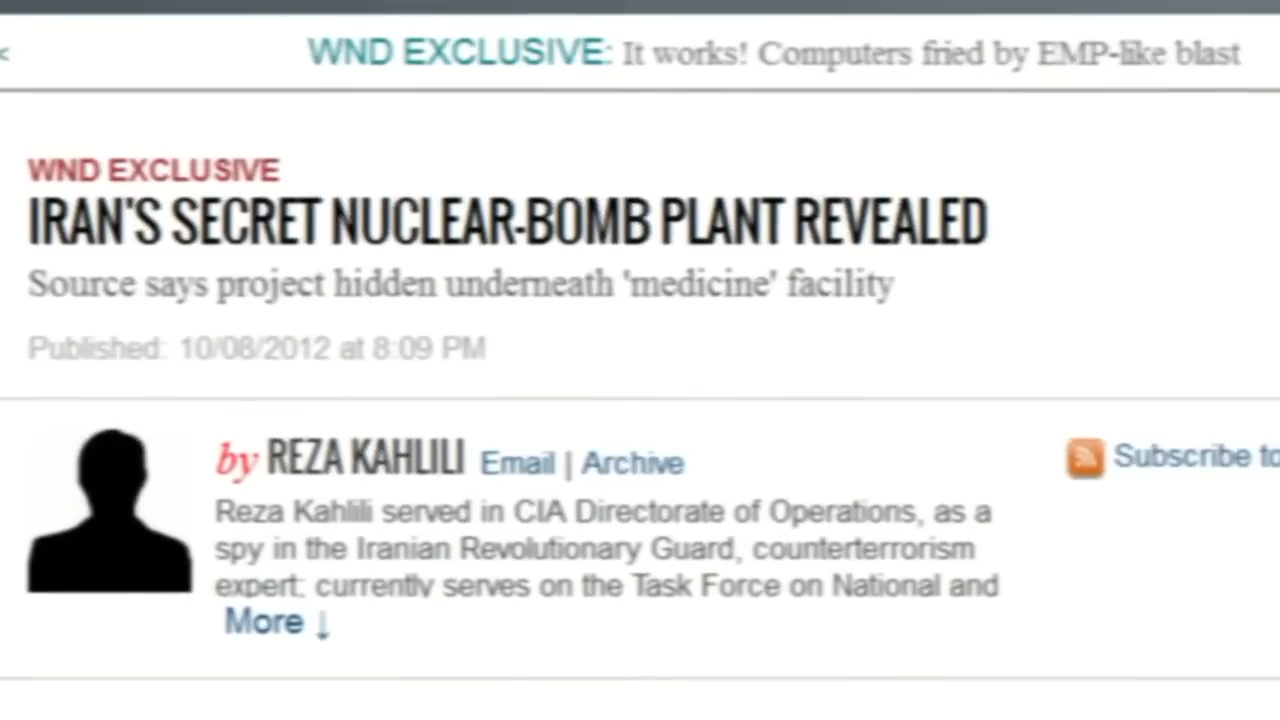 <
WND EXCLUSIVE: It works! Computers fried by EMP-like blast
WND EXCLUSIVE
IRAN'S SECRET NUCLEAR-BOMB PLANT REVEALED
Source says project hidden underneath 'medicine' facility
Published: 10/08/2012 at 8:09 PM
by REZA KAHLILI Email | Archive
Subscribe to
Reza Kahlili served in CIA Directorate of Operations, as a
spy in the Iranian Revolutionary Guard, counterterrorism
expert; currently serves on the Task Force on National and
More ↓